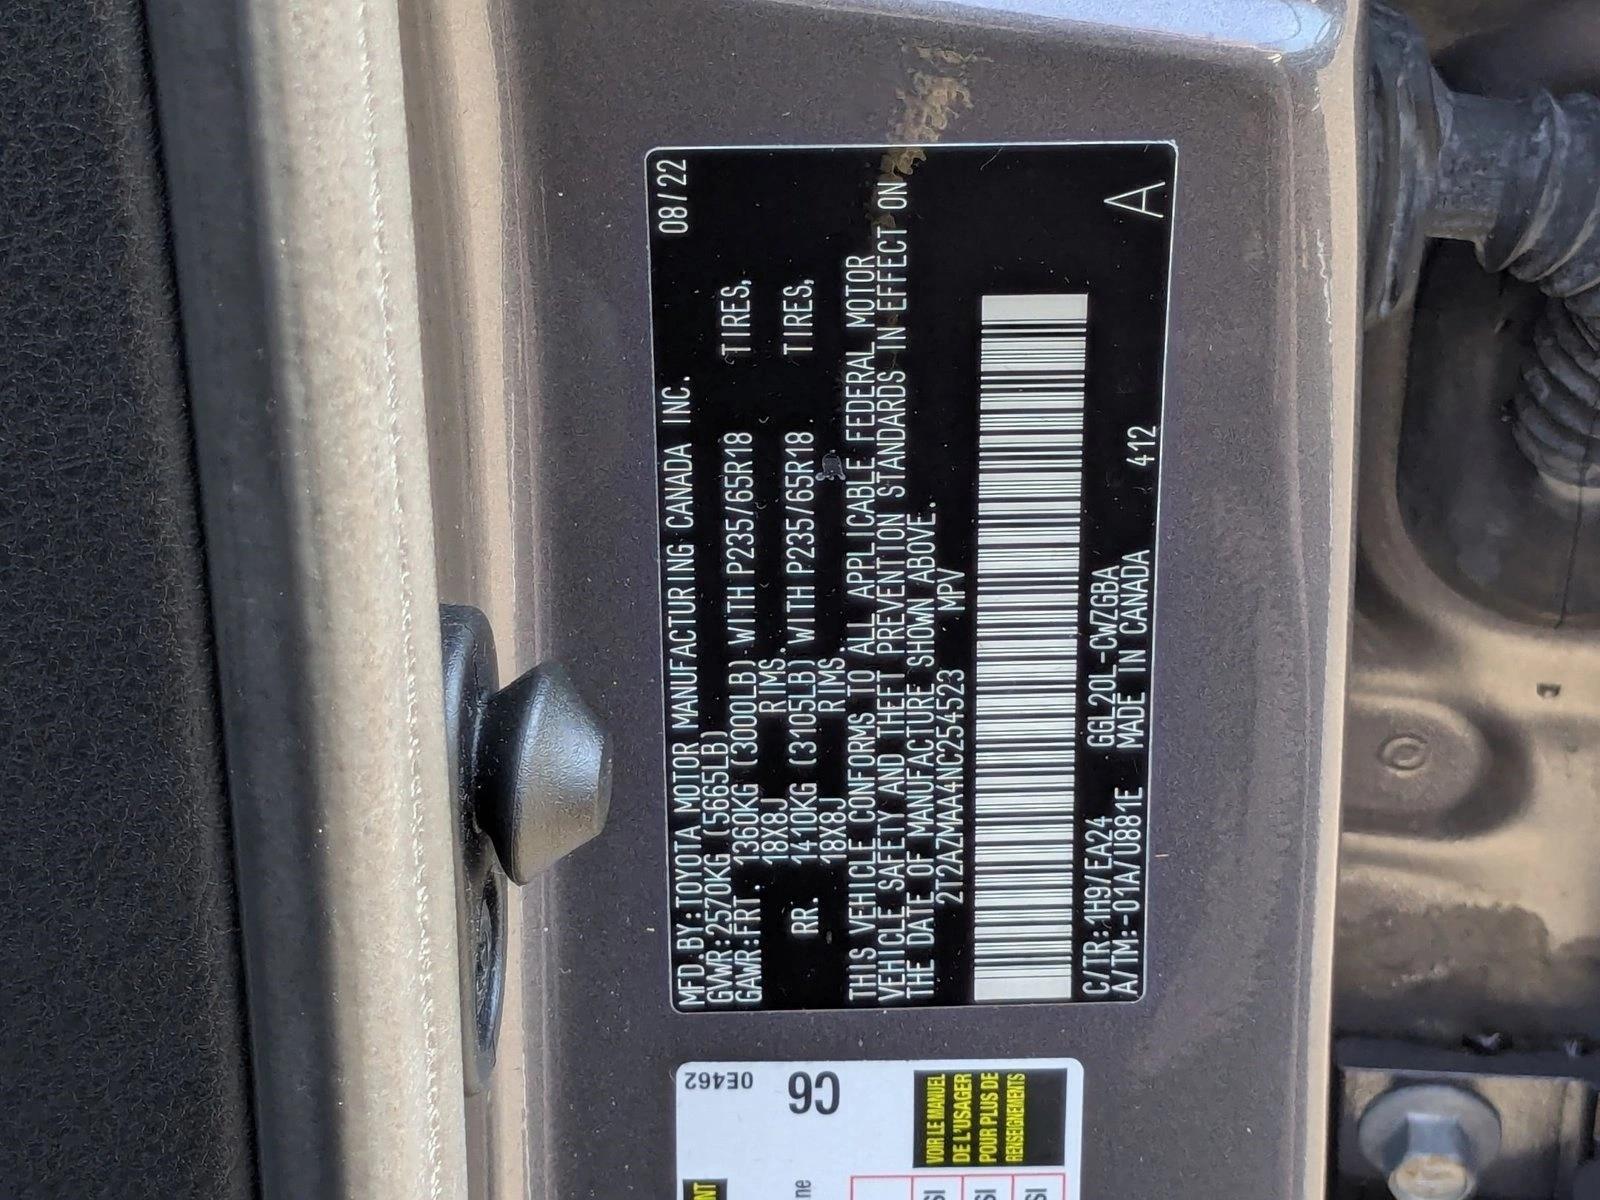 MFD.BY:TOYOTA MOTOR MANUFACTURING CANADA INC. 08/22
GVWR:2570KG(5665LB)
GAWR:FRT. 1360KG(3000LB) WITH P235/65R18 TIRES,
18X8J RIMS.
RR. 1410KG(3105LB) WITH P235/65R18 TIRES,
18X8J RIMS.
THIS VEHICLE CONFORMS TO ALL APPLICABLE FEDERAL MOTOR
VEHICLE SAFETY AND THEFT PREVENTION STANDARDS IN EFFECT ON
THE DATE OF MANUFACTURE SHOWN ABOVE.
2T2AZMAA4NC254523 MPV
C/TR:1H9/EA24 GGL20L-CWZGBA
A/TM:-01A/U881E MADE IN CANADA 412 A
0E462
C6
VOIR LE MANUEL
DE L'USAGER
POUR PLUS DE
RENSEIGNEMENTS